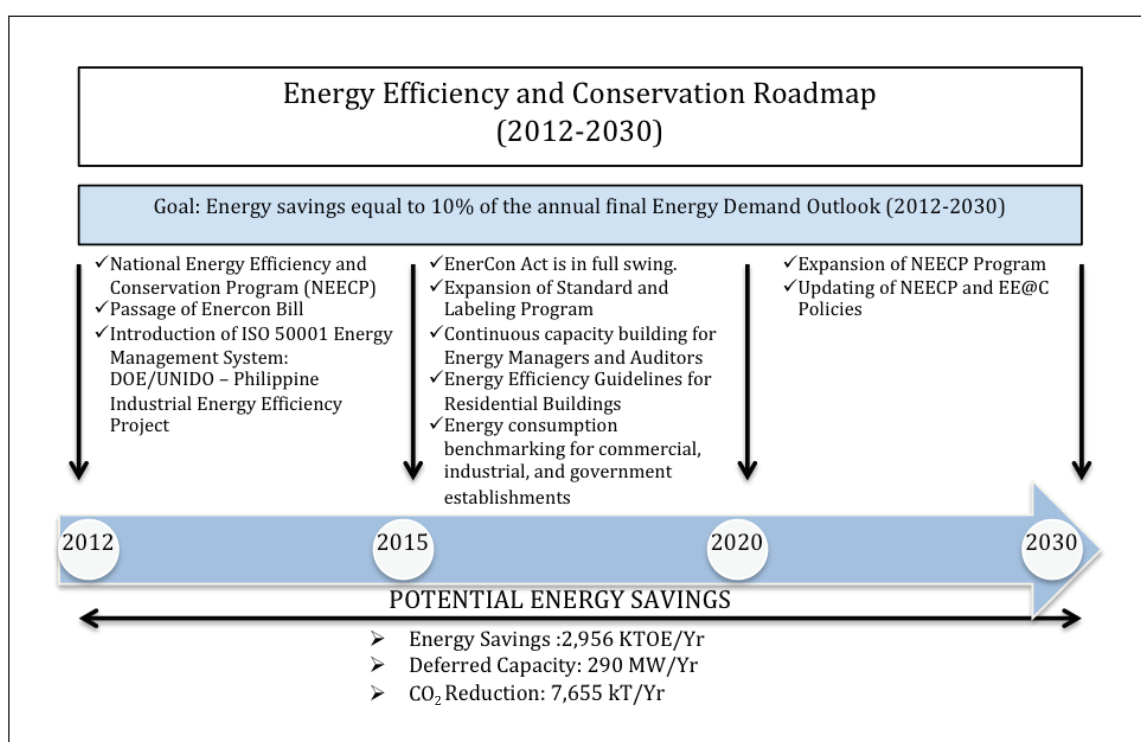 Energy Efficiency and Conservation Roadmap
(2012-2030)
Goal: Energy savings equal to 10% of the annual final Energy Demand Outlook (2012-2030)
✓National Energy Efficiency and
Conservation Program (NEECP)
✓Passage of Enercon Bill
✓Introduction of ISO 50001 Energy
Management System:
DOE/UNIDO – Philippine
Industrial Energy Efficiency
Project
✓EnerCon Act is in full swing.
✓Expansion of Standard and
Labeling Program
✓Continuous capacity building for
Energy Managers and Auditors
✓Energy Efficiency Guidelines for
Residential Buildings
✓Energy consumption
benchmarking for commercial,
industrial, and government
establishments
✓Expansion of NEECP Program
✓Updating of NEECP and EE@C
Policies
2012
2015
2020
2030
POTENTIAL ENERGY SAVINGS
➢ Energy Savings :2,956 KTOE/Yr
➢ Deferred Capacity: 290 MW/Yr
➢ CO₂ Reduction: 7,655 kT/Yr